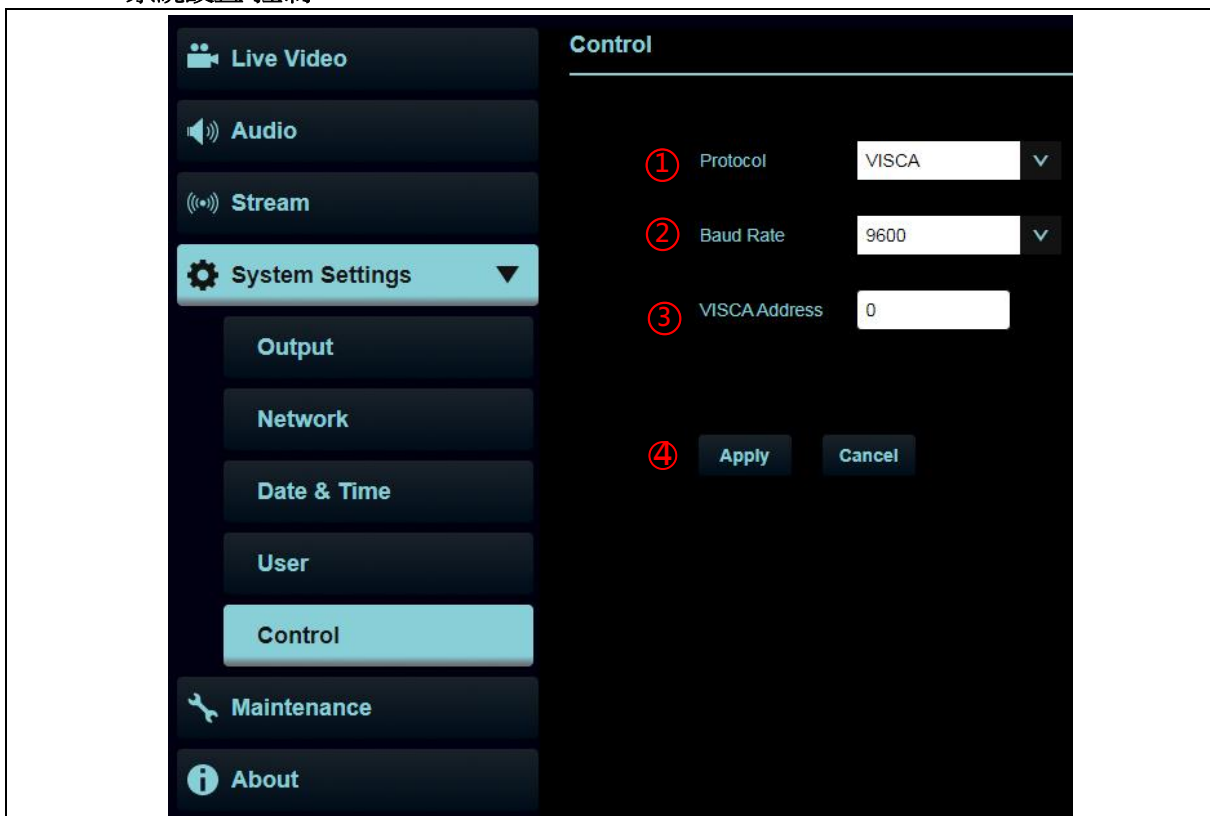 Live Video
Audio
Stream
System Settings
Output
Network
Date & Time
User
Control
Maintenance
About
Control
① Protocol VISCA
② Baud Rate 9600
③ VISCA Address 0
④ Apply Cancel